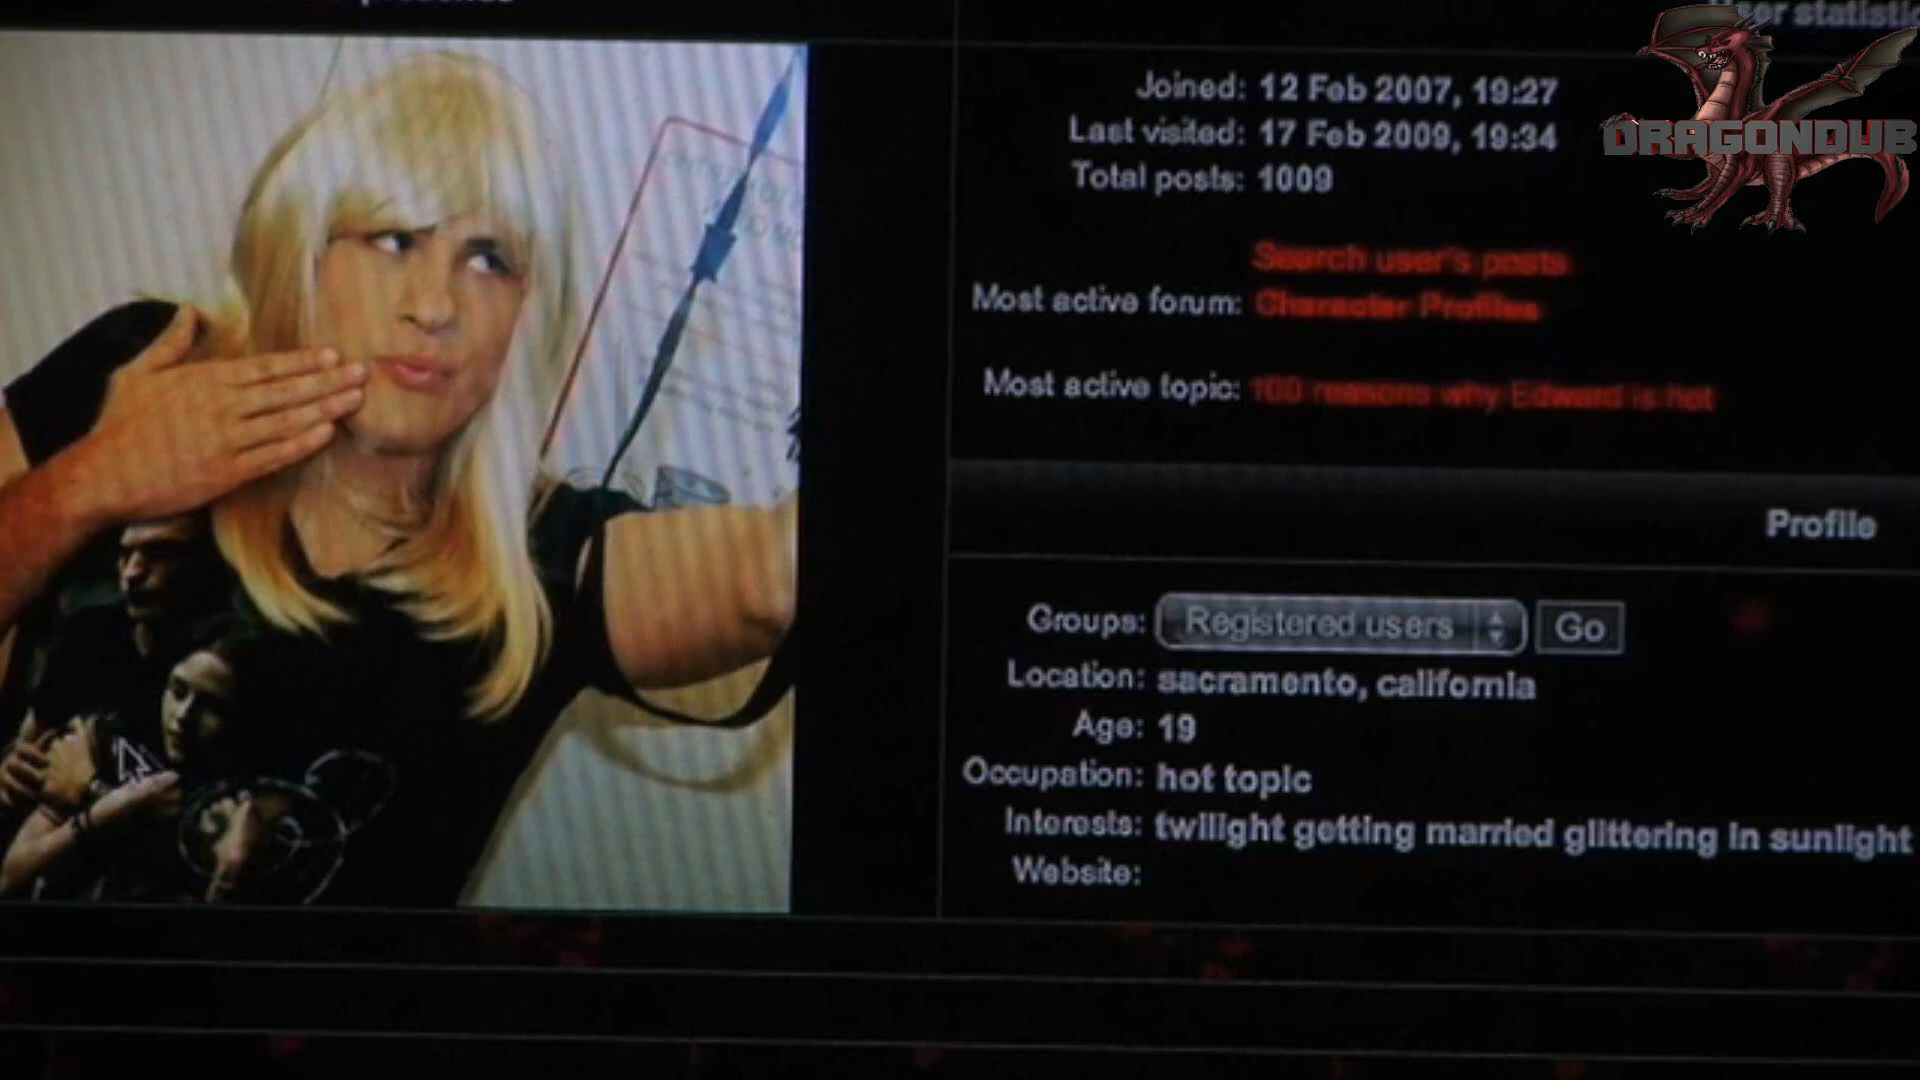 User statistic
DRAGONDUB
Joined: 12 Feb 2007, 19:27
Last visited: 17 Feb 2009, 19:34
Total posts: 1009
Search user's posts
Most active forum: Character Profiles
Most active topic: 100 reasons why Edward is hot
Profile
Groups: Registered users Go
Location: sacramento, california
Age: 19
Occupation: hot topic
Interests: twilight getting married glittering in sunlight
Website: